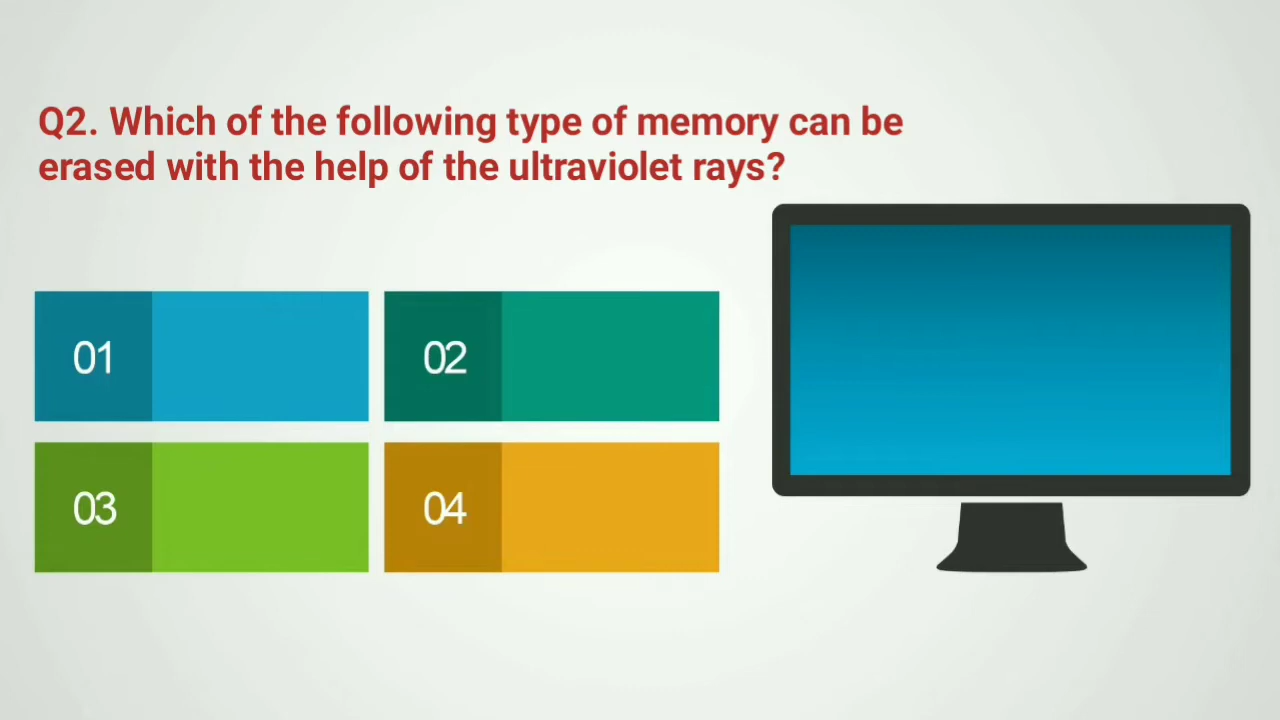 Q2. Which of the following type of memory can be
erased with the help of the ultraviolet rays?
01
02
03
04